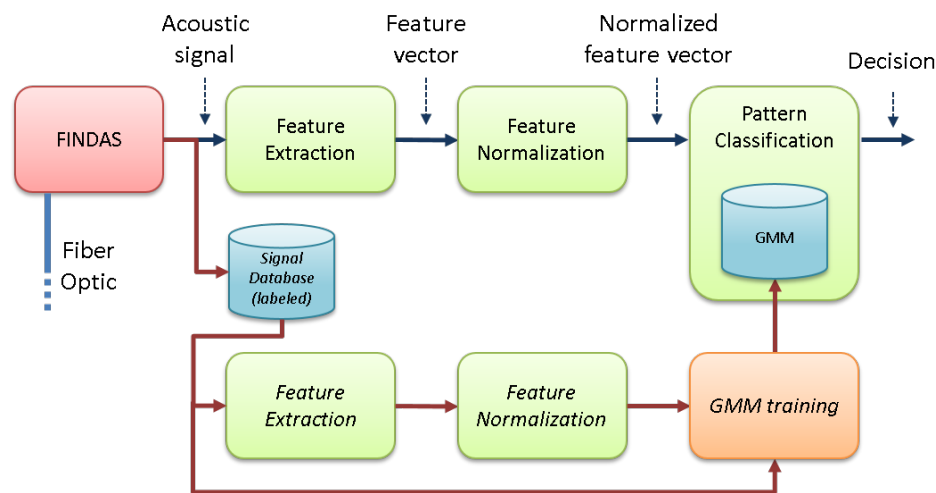 Acoustic
signal
Feature
vector
Normalized
feature vector
Decision
FINDAS
Feature
Extraction
Feature
Normalization
Pattern
Classification
GMM
Fiber
Optic
Signal
Database
(labeled)
Feature
Extraction
Feature
Normalization
GMM training